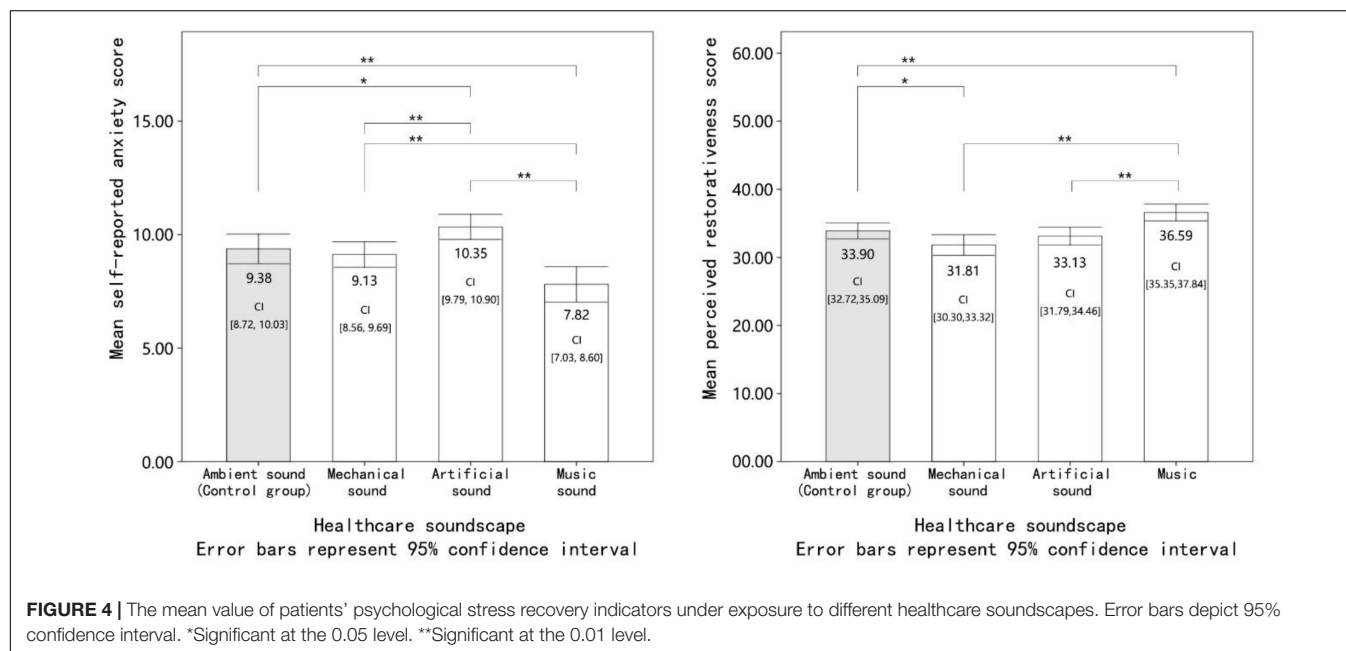 Mean self-reported anxiety score
15.00
10.00
5.00
0.00
**
*
**
**
**
9.38
CI
[8.72, 10.03]
9.13
CI
[8.56, 9.69]
10.35
CI
[9.79, 10.90]
7.82
CI
[7.03, 8.60]
Ambient sound
(Control group)
Mechanical
sound
Artificial
sound
Music
sound
Healthcare soundscape
Error bars represent 95% confidence interval
Mean perceived restorativeness score
60.00
50.00
40.00
30.00
20.00
10.00
00.00
**
*
**
**
33.90
CI
[32.72,35.09]
31.81
CI
[30.30,33.32]
33.13
CI
[31.79,34.46]
36.59
CI
[35.35,37.84]
Ambient sound
(Control group)
Mechanical
sound
Artificial
sound
Music
Healthcare soundscape
Error bars represent 95% confidence interval
FIGURE 4 | The mean value of patients' psychological stress recovery indicators under exposure to different healthcare soundscapes. Error bars depict 95%
confidence interval. *Significant at the 0.05 level. **Significant at the 0.01 level.